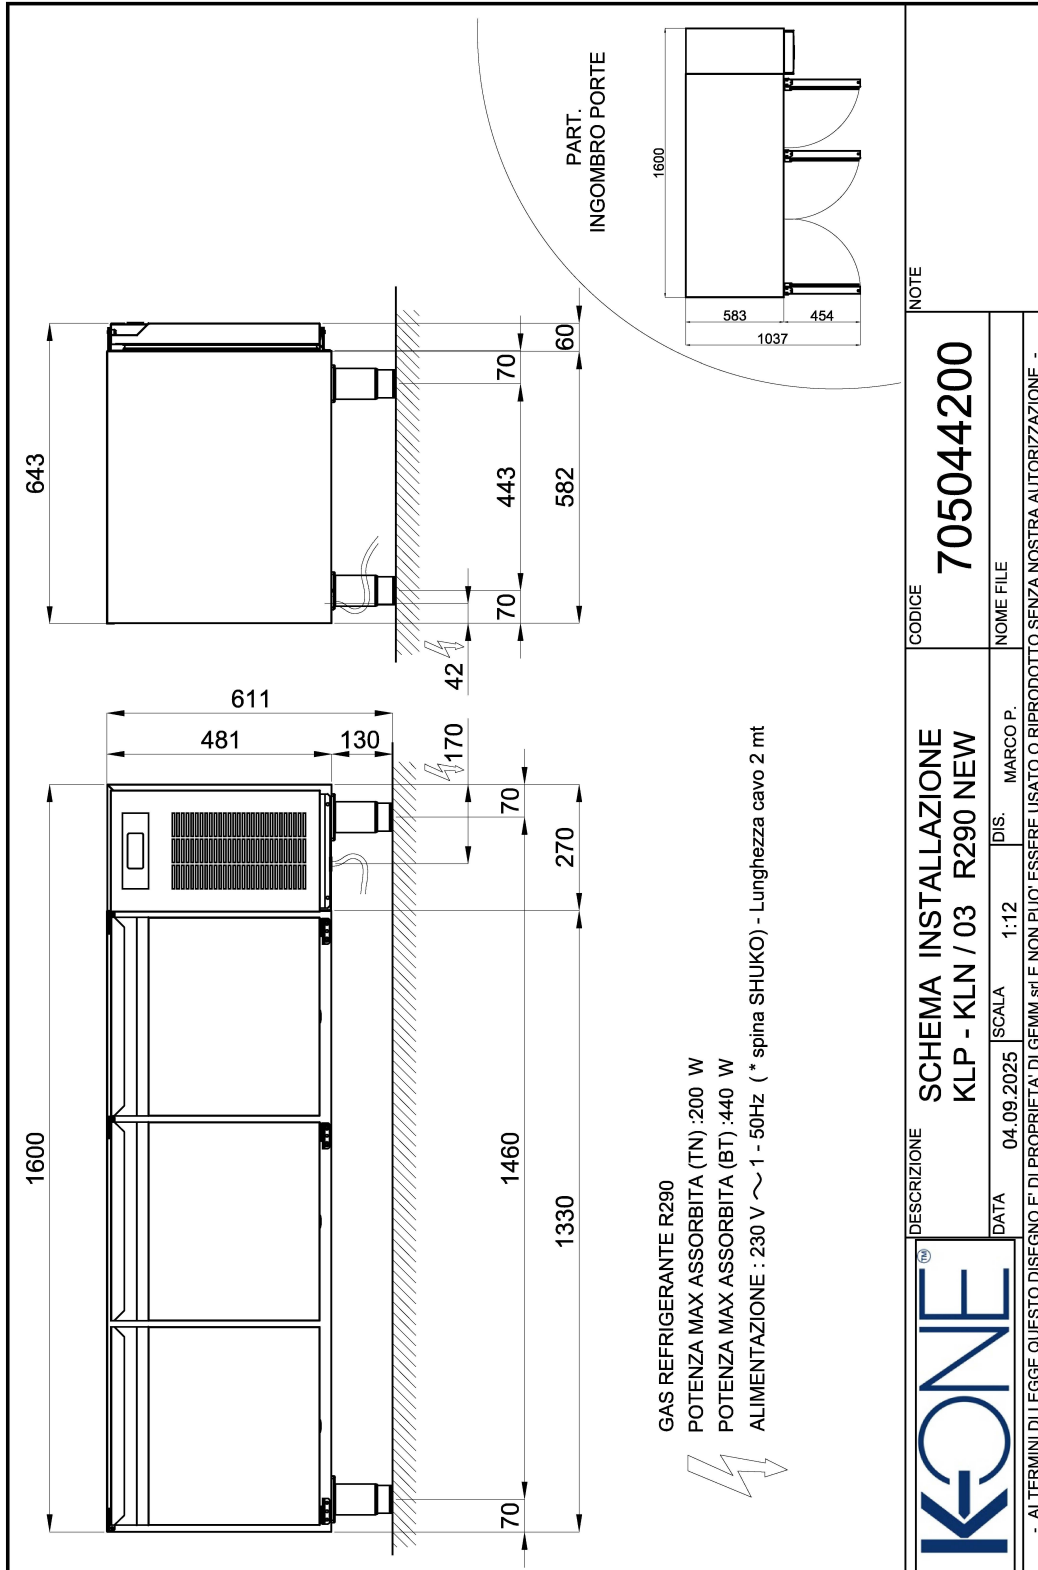 1600
611
481
130
170
70
270
1460
1330
70
643
42
70
443
582
70
60
PART.
INGOMBRO PORTE
1600
583
454
1037
GAS REFRIGERANTE R290
POTENZA MAX ASSORBITA (TN) :200 W
POTENZA MAX ASSORBITA (BT) :440 W
ALIMENTAZIONE : 230 V ~ 1 - 50Hz ( * spina SHUKO) - Lunghezza cavo 2 mt
K-ONE TM
DESCRIZIONE
SCHEMA INSTALLAZIONE
KLP - KLN / 03 R290 NEW
CODICE
705044200
NOTE
DATA 04.09.2025
SCALA 1:12
DIS. MARCO P.
NOME FILE
- AI TERMINI DI LEGGE QUESTO DISEGNO E' DI PROPRIETA' DI GEMM srl E NON PUO' ESSERE USATO O RIPRODOTTO SENZA NOSTRA AUTORIZZAZIONE -